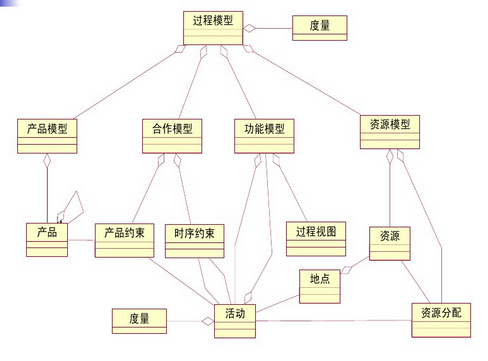 过程模型
度量
产品模型
合作模型
功能模型
资源模型
产品
产品约束
时序约束
过程视图
资源
地点
度量
活动
资源分配